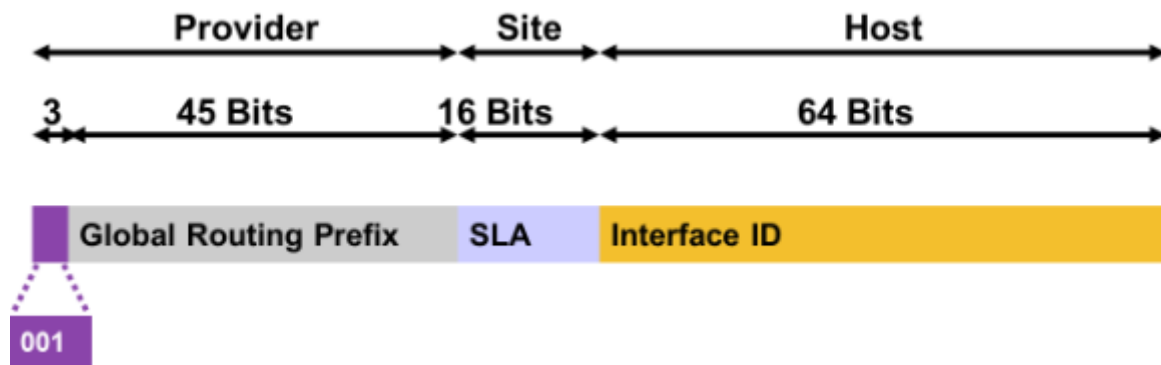 Provider Site Host
3 45 Bits 16 Bits 64 Bits
Global Routing Prefix SLA Interface ID
001